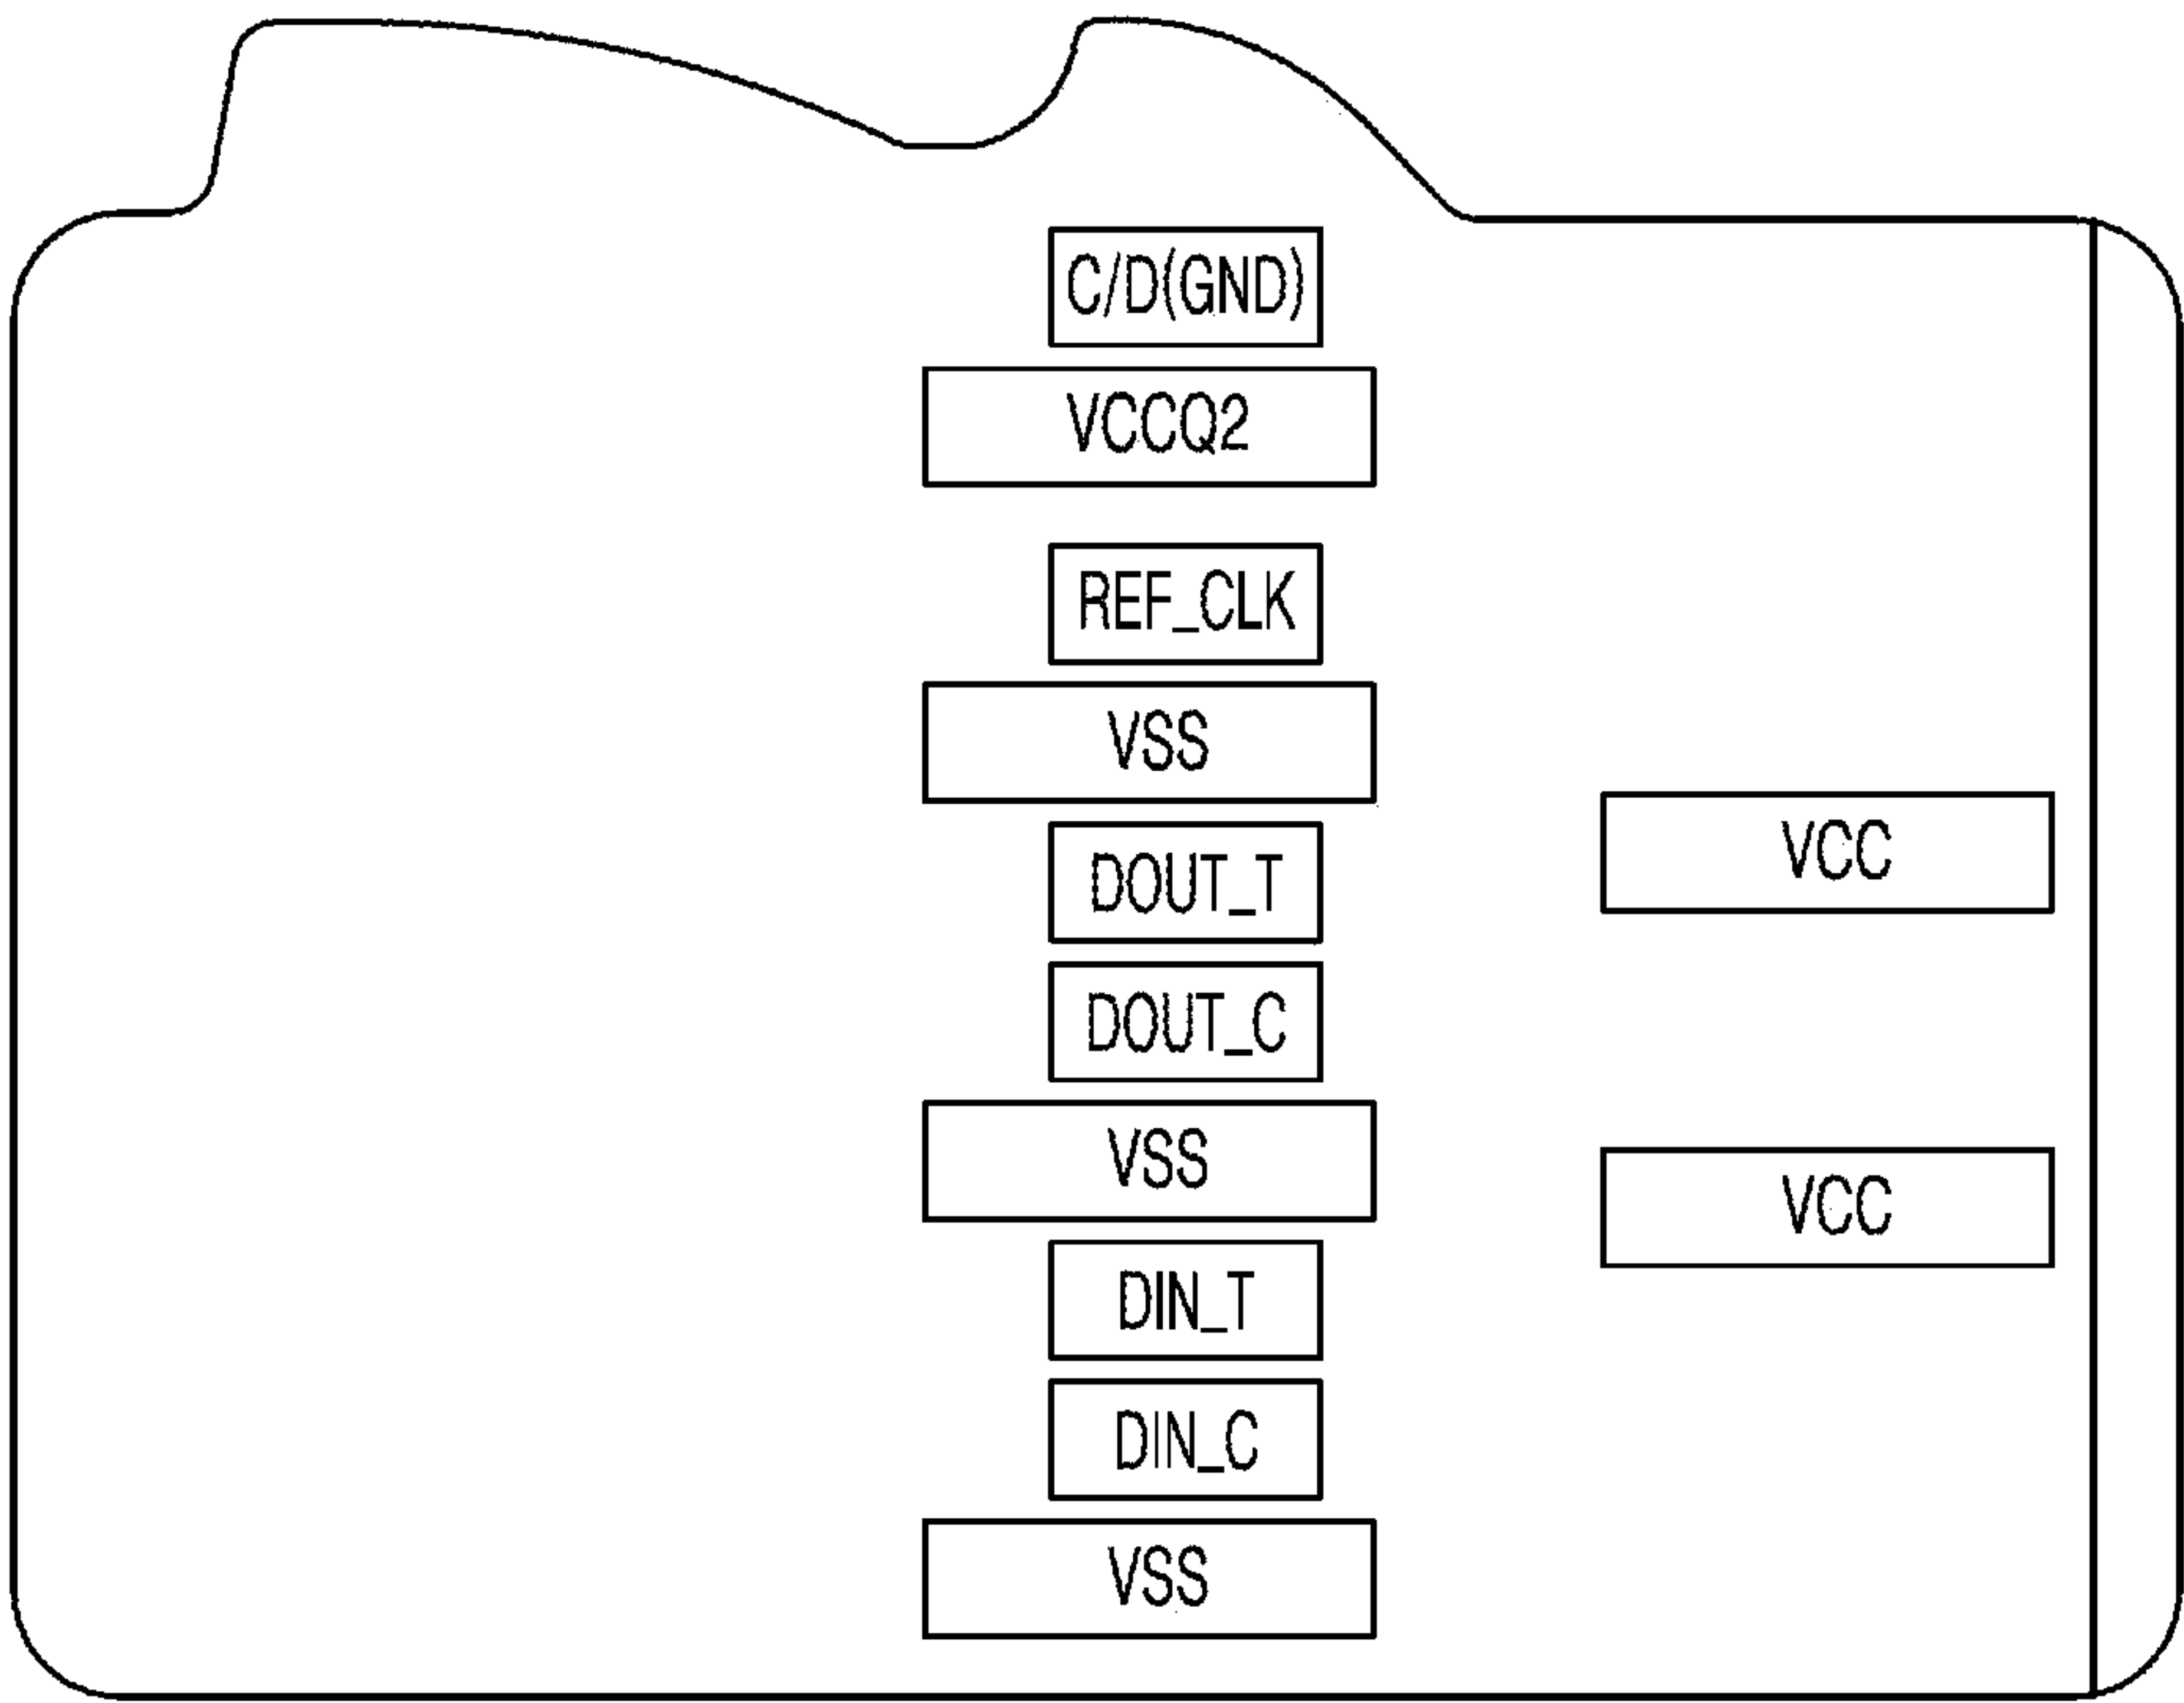 C/D(GND)
VCCQ2
REF_CLK
VSS
DOUT_T
DOUT_C
VSS
DIN_T
DIN_C
VSS
VCC
VCC